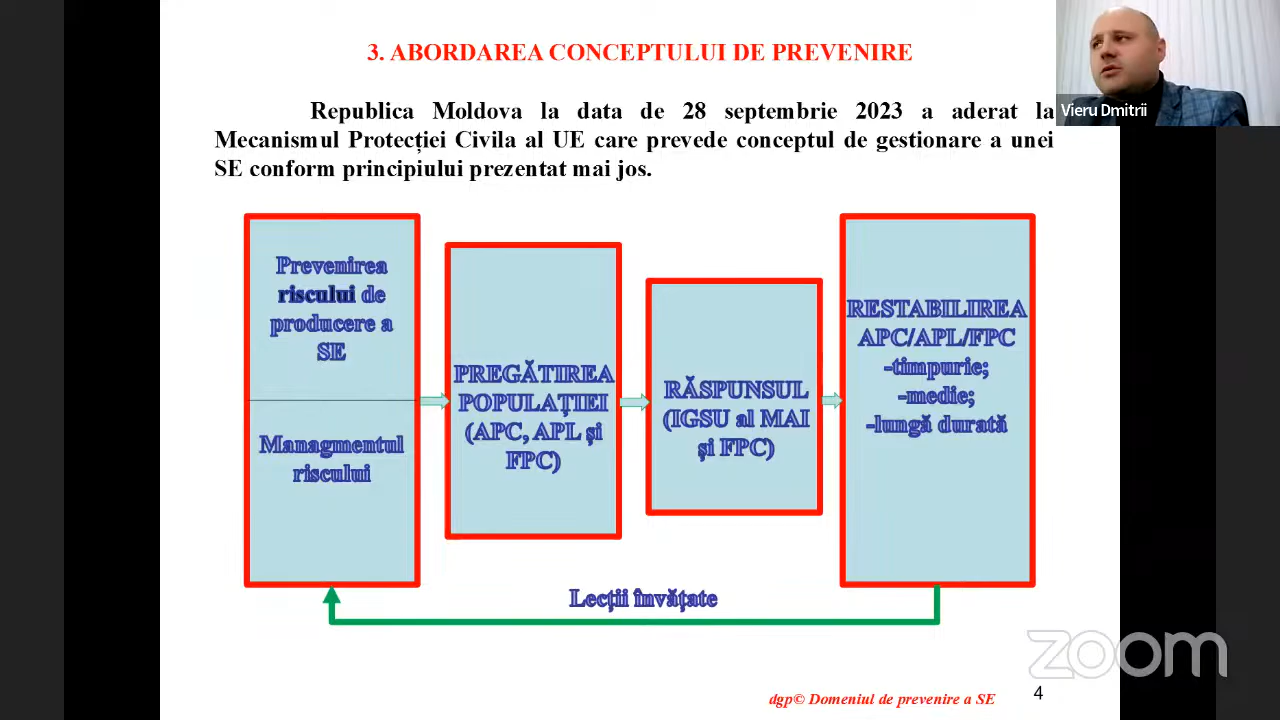 3. ABORDAREA CONCEPTULUI DE PREVENIRE
Vieru Dmitrii
Republica Moldova la data de 28 septembrie 2023 a aderat la
Mecanismul Protecției Civila al UE care prevede conceptul de gestionare a unei
SE conform principiului prezentat mai jos.
Prevenirea
riscului de
producere a
SE
Managmentul
riscului
PREGĂTIREA
POPULAȚIEI
(APC, APL și
FPC)
RĂSPUNSUL
(IGSU al MAI
și FPC)
RESTABILIREA
APC/APL/FPC
-timpurie;
-medie;
-lungă durată
Lecții învățate
zoom
dgp© Domeniul de prevenire a SE
4